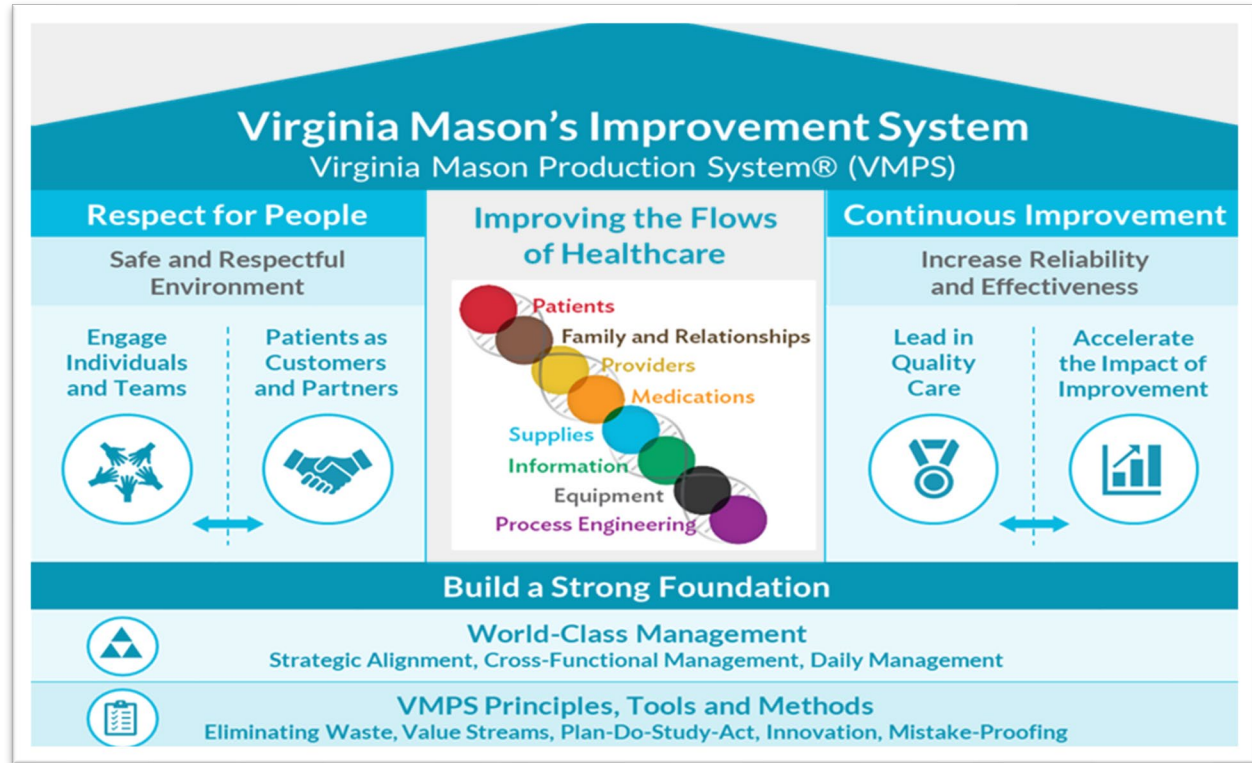 Virginia Mason's Improvement System
Virginia Mason Production System® (VMPS)
Respect for People
Safe and Respectful
Environment
Engage
Individuals
and Teams
Patients as
Customers
and Partners
Improving the Flows
of Healthcare
Patients
Family and Relationships
Providers
Medications
Supplies
Information
Equipment
Process Engineering
Continuous Improvement
Increase Reliability
and Effectiveness
Lead in
Quality
Care
Accelerate
the Impact of
Improvement
Build a Strong Foundation
World-Class Management
Strategic Alignment, Cross-Functional Management, Daily Management
VMPS Principles, Tools and Methods
Eliminating Waste, Value Streams, Plan-Do-Study-Act, Innovation, Mistake-Proofing